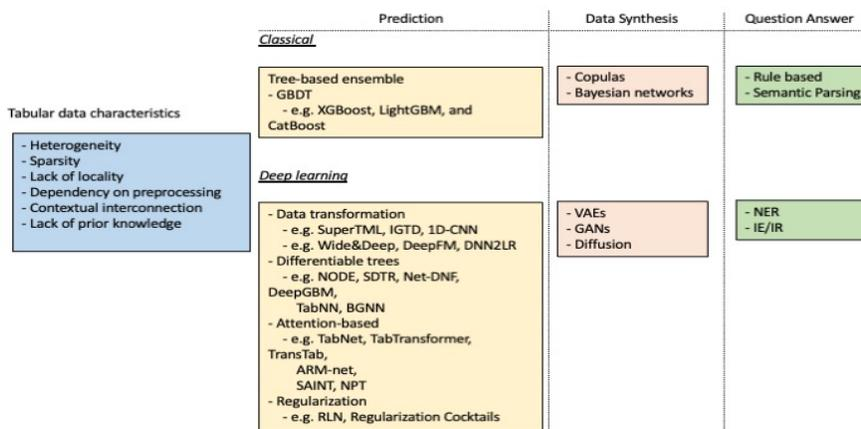 Prediction
Data Synthesis
Question Answer
Classical
Tree-based ensemble
- GBDT
- e.g. XGBoost, LightGBM, and
CatBoost
- Copulas
- Bayesian networks
- Rule based
- Semantic Parsing
Tabular data characteristics
- Heterogeneity
- Sparsity
- Lack of locality
- Dependency on preprocessing
- Contextual interconnection
- Lack of prior knowledge
Deep learning
- Data transformation
- e.g. SuperTML, IGTD, 1D-CNN
- e.g. Wide&Deep, DeepFM, DNN2LR
- Differentiable trees
- e.g. NODE, SDTR, Net-DNF,
DeepGBM,
TabNN, BGNN
- Attention-based
- e.g. TabNet, TabTransformer,
TransTab,
ARM-net,
SAINT, NPT
- Regularization
- e.g. RLN, Regularization Cocktails
- VAEs
- GANs
- Diffusion
- NER
- IE/IR